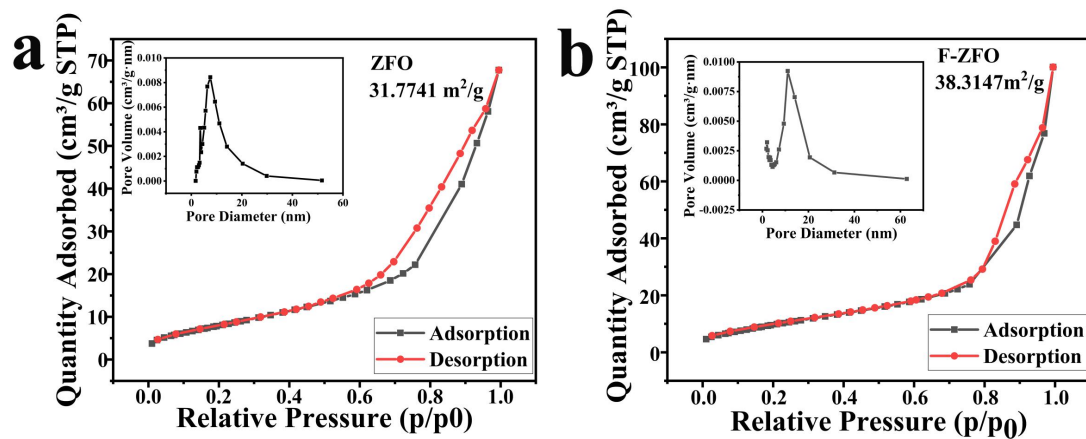 a
Quantity Adsorbed (cm³/g STP)
70
60
50
40
30
20
10
0
0.0 0.2 0.4 0.6 0.8 1.0
Relative Pressure (p/p0)
ZFO
31.7741 m²/g
Pore Volume (cm³/g·nm)
0.010
0.008
0.006
0.004
0.002
0.000
0 20 40 60
Pore Diameter (nm)
Adsorption
Desorption
b
Quantity Adsorbed (cm³/g STP)
100
80
60
40
20
0
0.0 0.2 0.4 0.6 0.8 1.0
Relative Pressure (p/p₀)
F-ZFO
38.3147m²/g
Pore Volume (cm³/g·nm)
0.0100
0.0075
0.0050
0.0025
0.0000
-0.0025
0 20 40 60
Pore Diameter (nm)
Adsorption
Desorption